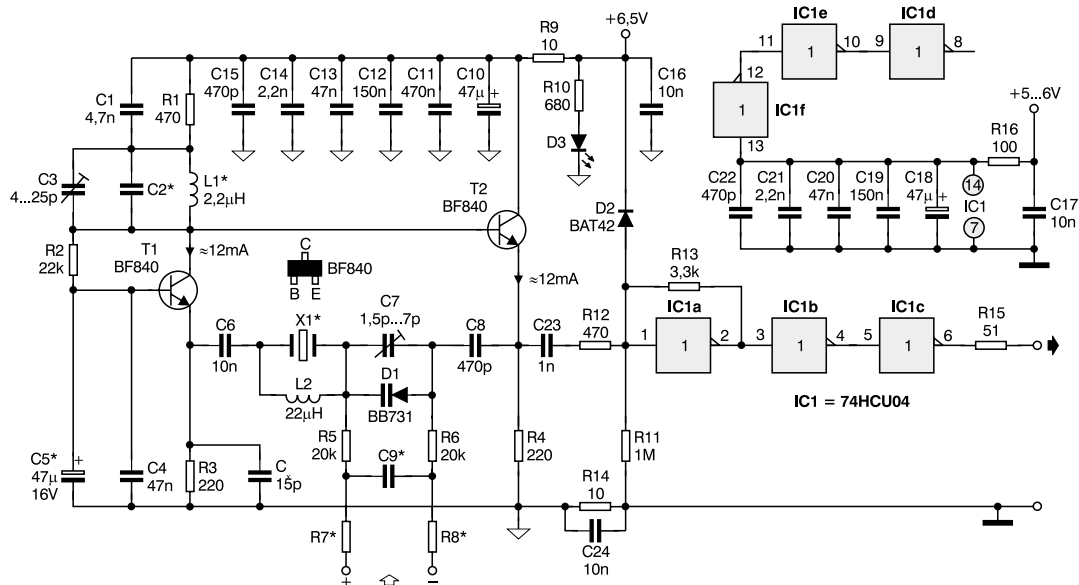 C1
4,7n
R1
470
C15
470p
C14
2,2n
C13
47n
C12
150n
C11
470n
C10
47µ
+
R9
10
+6,5V
R10
680
D3
C16
10n
C3
4...25p
C2*
L1*
2,2µH
T2
BF840
D2
BAT42
R2
22k
T1
BF840
≈12mA
C
BF840
B E
≈12mA
R13
3,3k
C6
10n
X1*
C7
1,5p...7p
C8
470p
C23
1n
R12
470
1
IC1a
1
2
3
IC1b
1
4
5
IC1c
1
6
R15
51
IC1 = 74HCU04
L2
22µH
D1
BB731
R5
20k
R6
20k
C9*
R4
220
R11
1M
C5*
47µ
16V
+
C4
47n
R3
220
C
15p
R14
10
C24
10n
R7*
R8*
+
–
IC1e
11
1
10
IC1d
9
1
8
12
1
IC1f
13
+5...6V
R16
100
C22
470p
C21
2,2n
C20
47n
C19
150n
C18
47µ
+
14
IC1
7
C17
10n